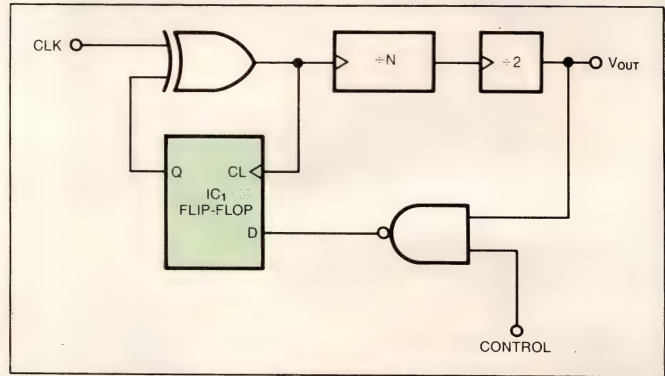 CLK
÷N
÷2
VOUT
Q
CL
IC1
FLIP-FLOP
D
CONTROL